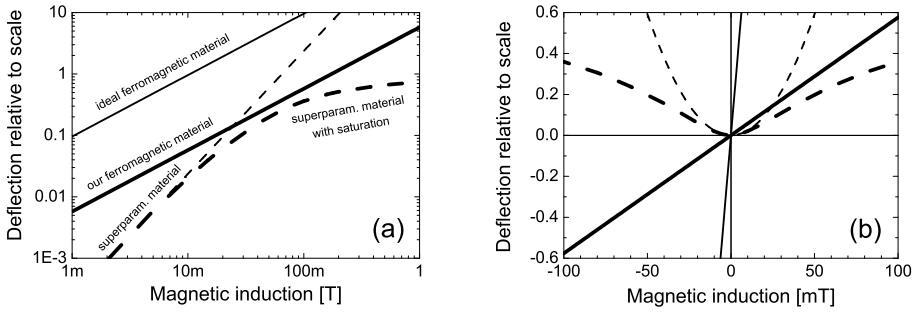 Deflection relative to scale
10
1
0.1
0.01
1E-3
1m
10m
100m
1
Magnetic induction [T]
ideal ferromagnetic material
our ferromagnetic material
superparam. material
superparam. material
with saturation
(a)
Deflection relative to scale
0.6
0.4
0.2
0.0
-0.2
-0.4
-0.6
-100
-50
0
50
100
Magnetic induction [mT]
(b)